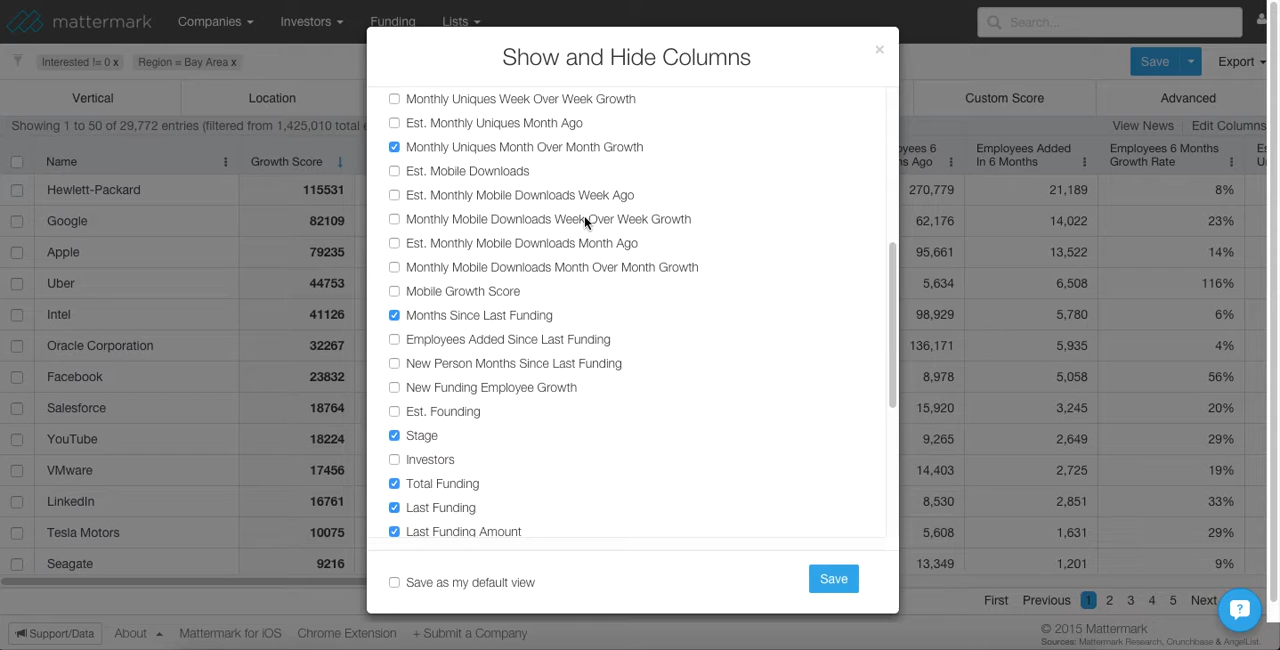 mattermark Companies Investors Funding Lists Search...
Interested != 0 x Region = Bay Area x Save Export
Vertical Location Custom Score Advanced
Showing 1 to 50 of 29,772 entries (filtered from 1,425,010 total e View News Edit Columns
Name Growth Score Employees Added In 6 Months Employees 6 Months Growth Rate
Hewlett-Packard 115531 270,779 21,189 8%
Google 82109 62,176 14,022 23%
Apple 79235 95,661 13,522 14%
Uber 44753 5,634 6,508 116%
Intel 41126 98,929 5,780 6%
Oracle Corporation 32267 136,171 5,935 4%
Facebook 23832 8,978 5,058 56%
Salesforce 18764 15,920 3,245 20%
YouTube 18224 9,265 2,649 29%
VMware 17456 14,403 2,725 19%
LinkedIn 16761 8,530 2,851 33%
Tesla Motors 10075 5,608 1,631 29%
Seagate 9216 13,349 1,201 9%
Show and Hide Columns ×
Monthly Uniques Week Over Week Growth
Est. Monthly Uniques Month Ago
Monthly Uniques Month Over Month Growth
Est. Mobile Downloads
Est. Monthly Mobile Downloads Week Ago
Monthly Mobile Downloads Week Over Week Growth
Est. Monthly Mobile Downloads Month Ago
Monthly Mobile Downloads Month Over Month Growth
Mobile Growth Score
Months Since Last Funding
Employees Added Since Last Funding
New Person Months Since Last Funding
New Funding Employee Growth
Est. Founding
Stage
Investors
Total Funding
Last Funding
Last Funding Amount
Save as my default view Save
First Previous 1 2 3 4 5 Next
Support/Data About Mattermark for iOS Chrome Extension + Submit a Company
© 2015 Mattermark
Sources: Mattermark Research, Crunchbase & AngelList.